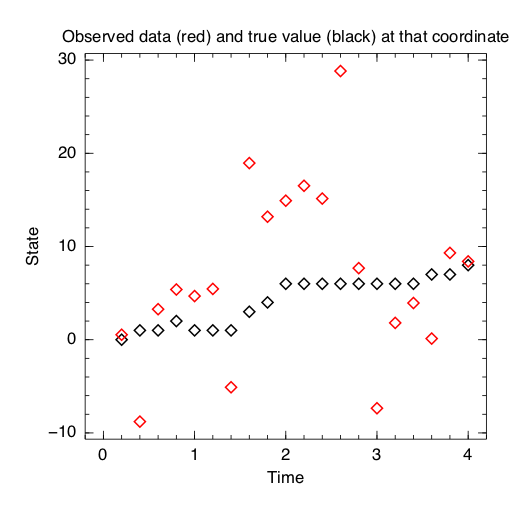 Observed data (red) and true value (black) at that coordinate
30
20
10
0
−10
State
0 1 2 3 4
Time